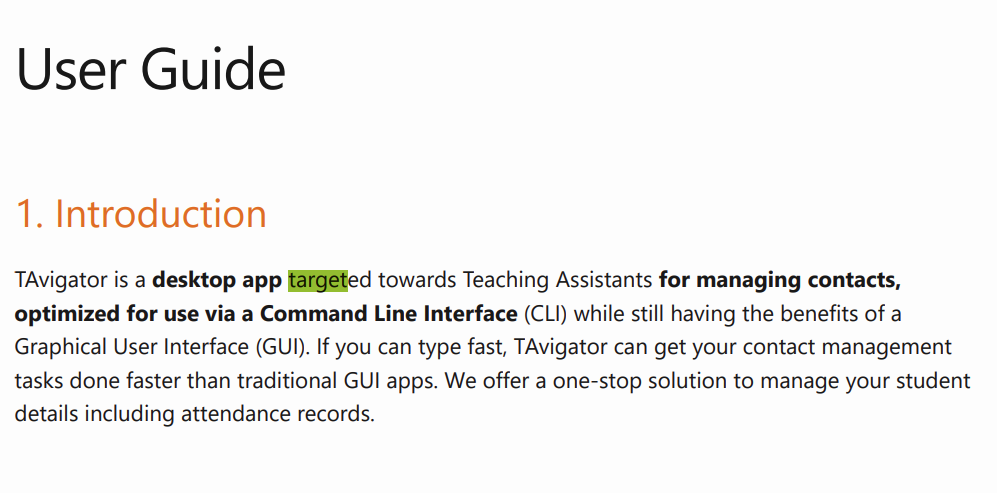 User Guide
1. Introduction
TAvigator is a desktop app targeted towards Teaching Assistants for managing contacts,
optimized for use via a Command Line Interface (CLI) while still having the benefits of a
Graphical User Interface (GUI). If you can type fast, TAvigator can get your contact management
tasks done faster than traditional GUI apps. We offer a one-stop solution to manage your student
details including attendance records.